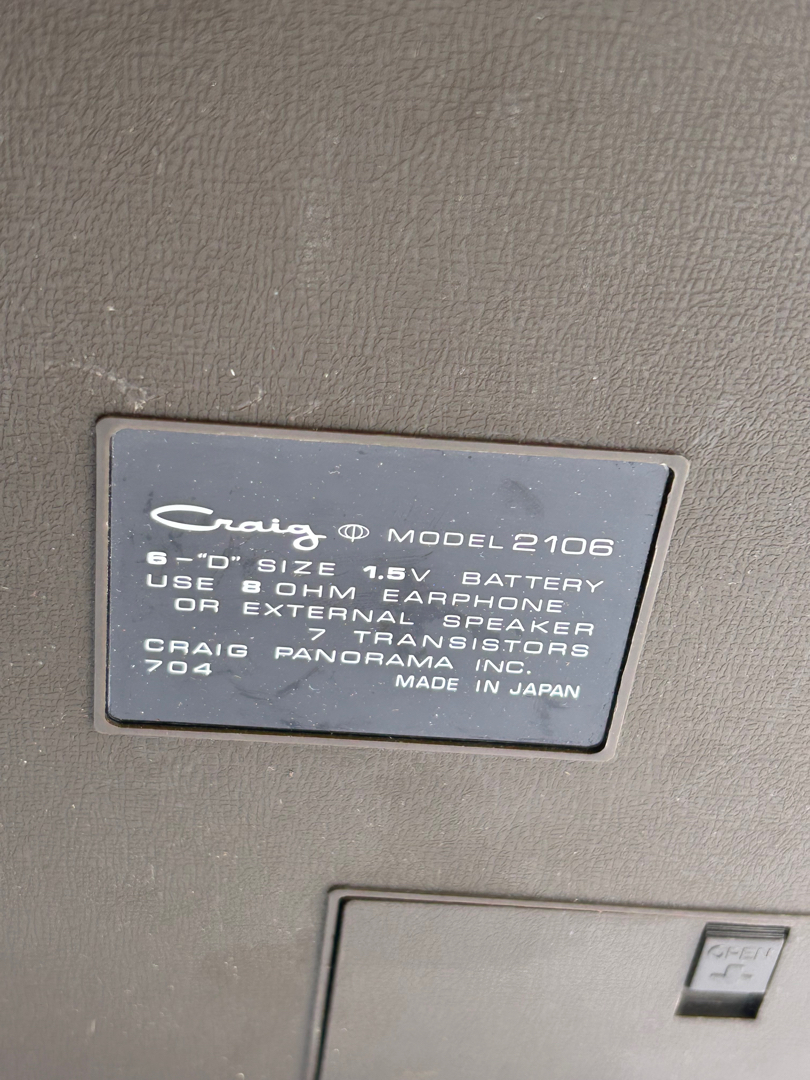 Craig MODEL 2106
6-"D" SIZE 1.5V BATTERY
USE 8 OHM EARPHONE
OR EXTERNAL SPEAKER
7 TRANSISTORS
CRAIG PANORAMA INC.
704 MADE IN JAPAN
OPEN